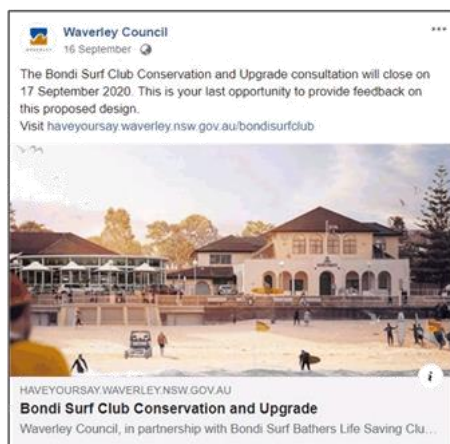 Waverley Council
16 September ·
The Bondi Surf Club Conservation and Upgrade consultation will close on
17 September 2020. This is your last opportunity to provide feedback on
this proposed design.
Visit haveyoursay.waverley.nsw.gov.au/bondisurfclub
HAVEYOURSAY.WAVERLEY.NSW.GOV.AU
Bondi Surf Club Conservation and Upgrade
Waverley Council, in partnership with Bondi Surf Bathers Life Saving Clu...